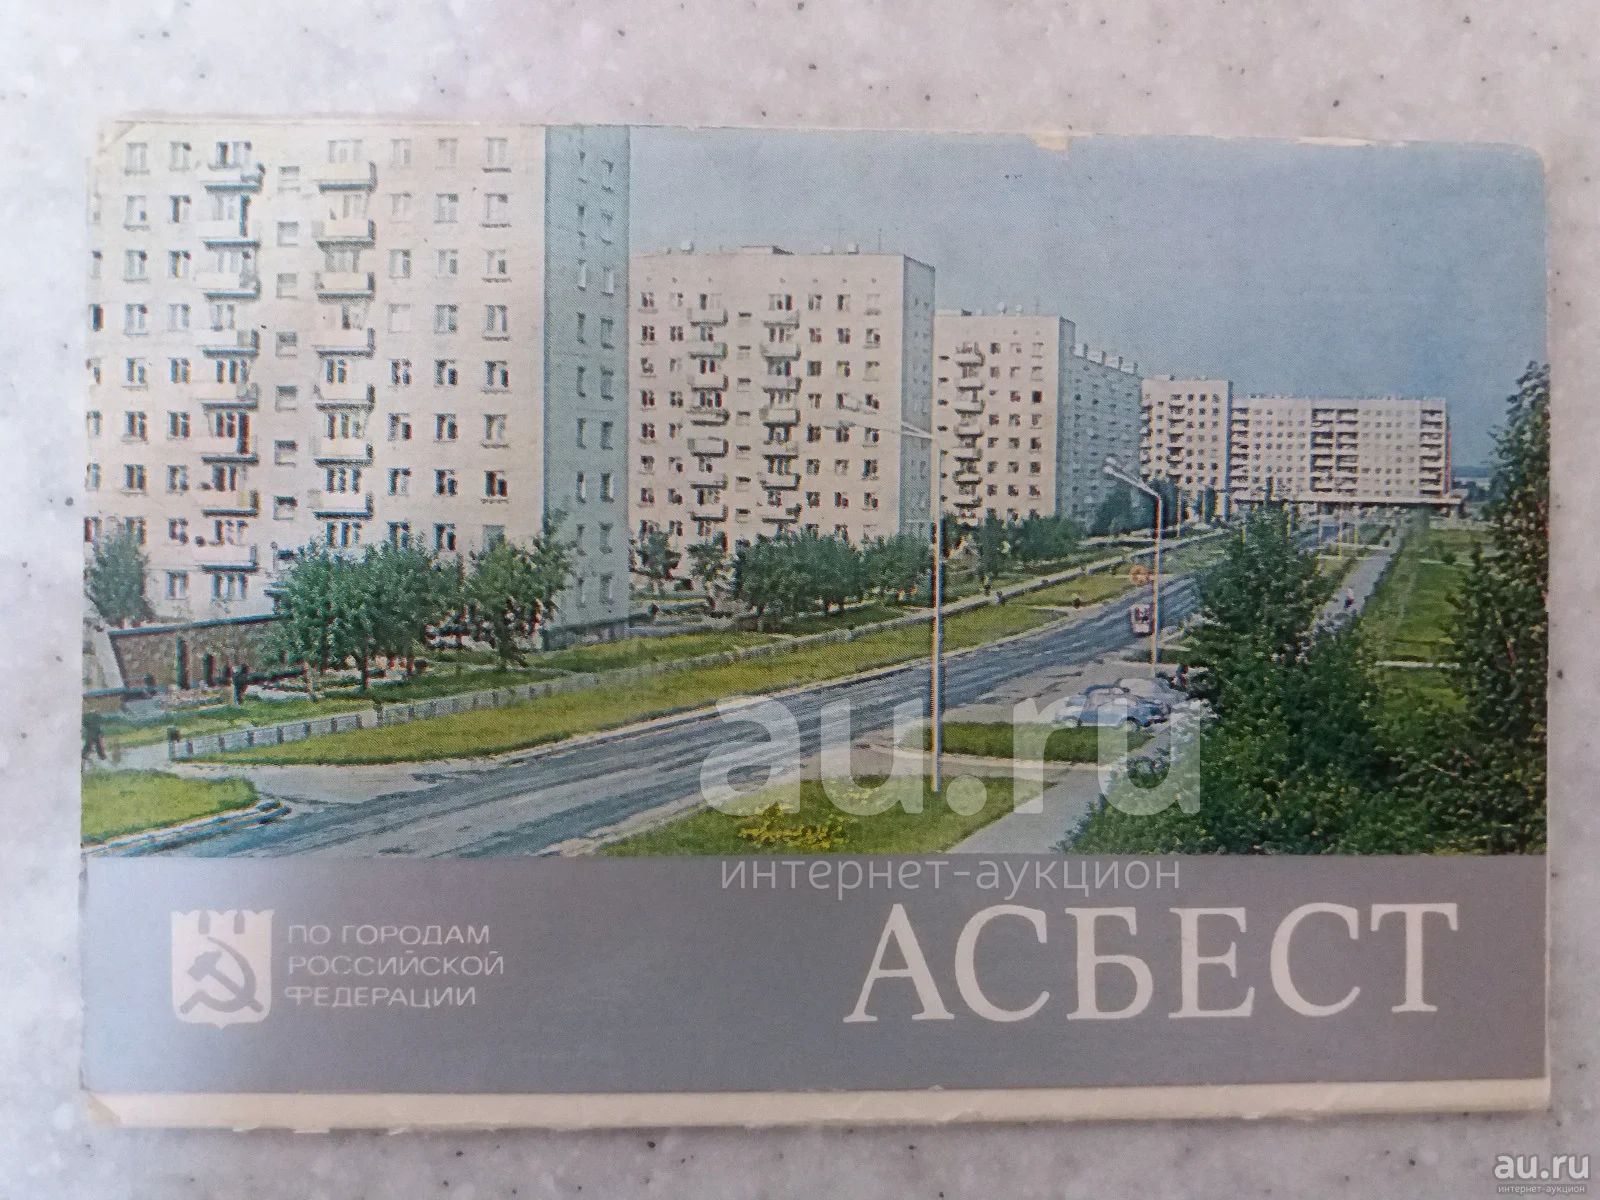 au.ru
интернет-аукцион
ПО ГОРОДАМ
РОССИЙСКОЙ
ФЕДЕРАЦИИ
АСБЕСТ
au.ru
интернет-аукцион